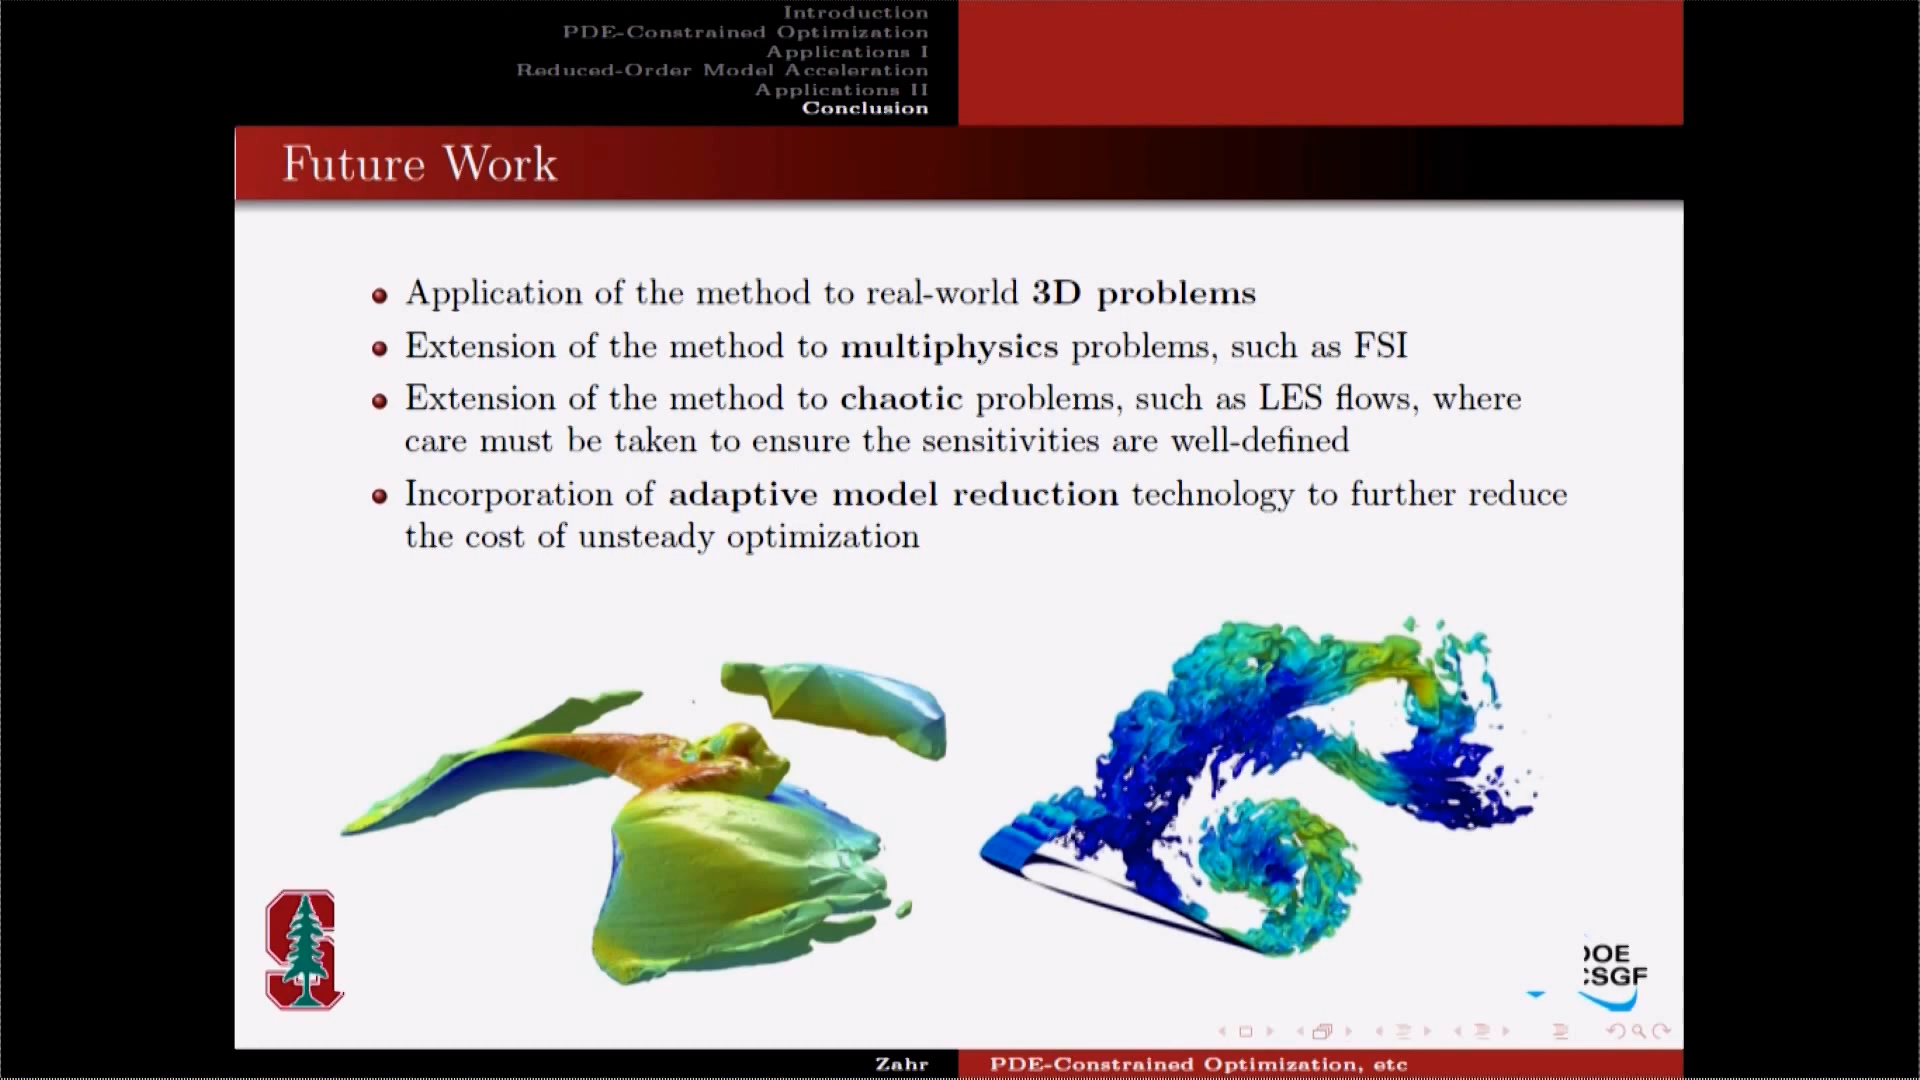 Introduction
PDE-Constrained Optimization
Applications I
Reduced-Order Model Acceleration
Applications II
Conclusion
Future Work
Application of the method to real-world 3D problems
Extension of the method to multiphysics problems, such as FSI
Extension of the method to chaotic problems, such as LES flows, where
care must be taken to ensure the sensitivities are well-defined
Incorporation of adaptive model reduction technology to further reduce
the cost of unsteady optimization
DOE
CSGF
Zahr
PDE-Constrained Optimization, etc